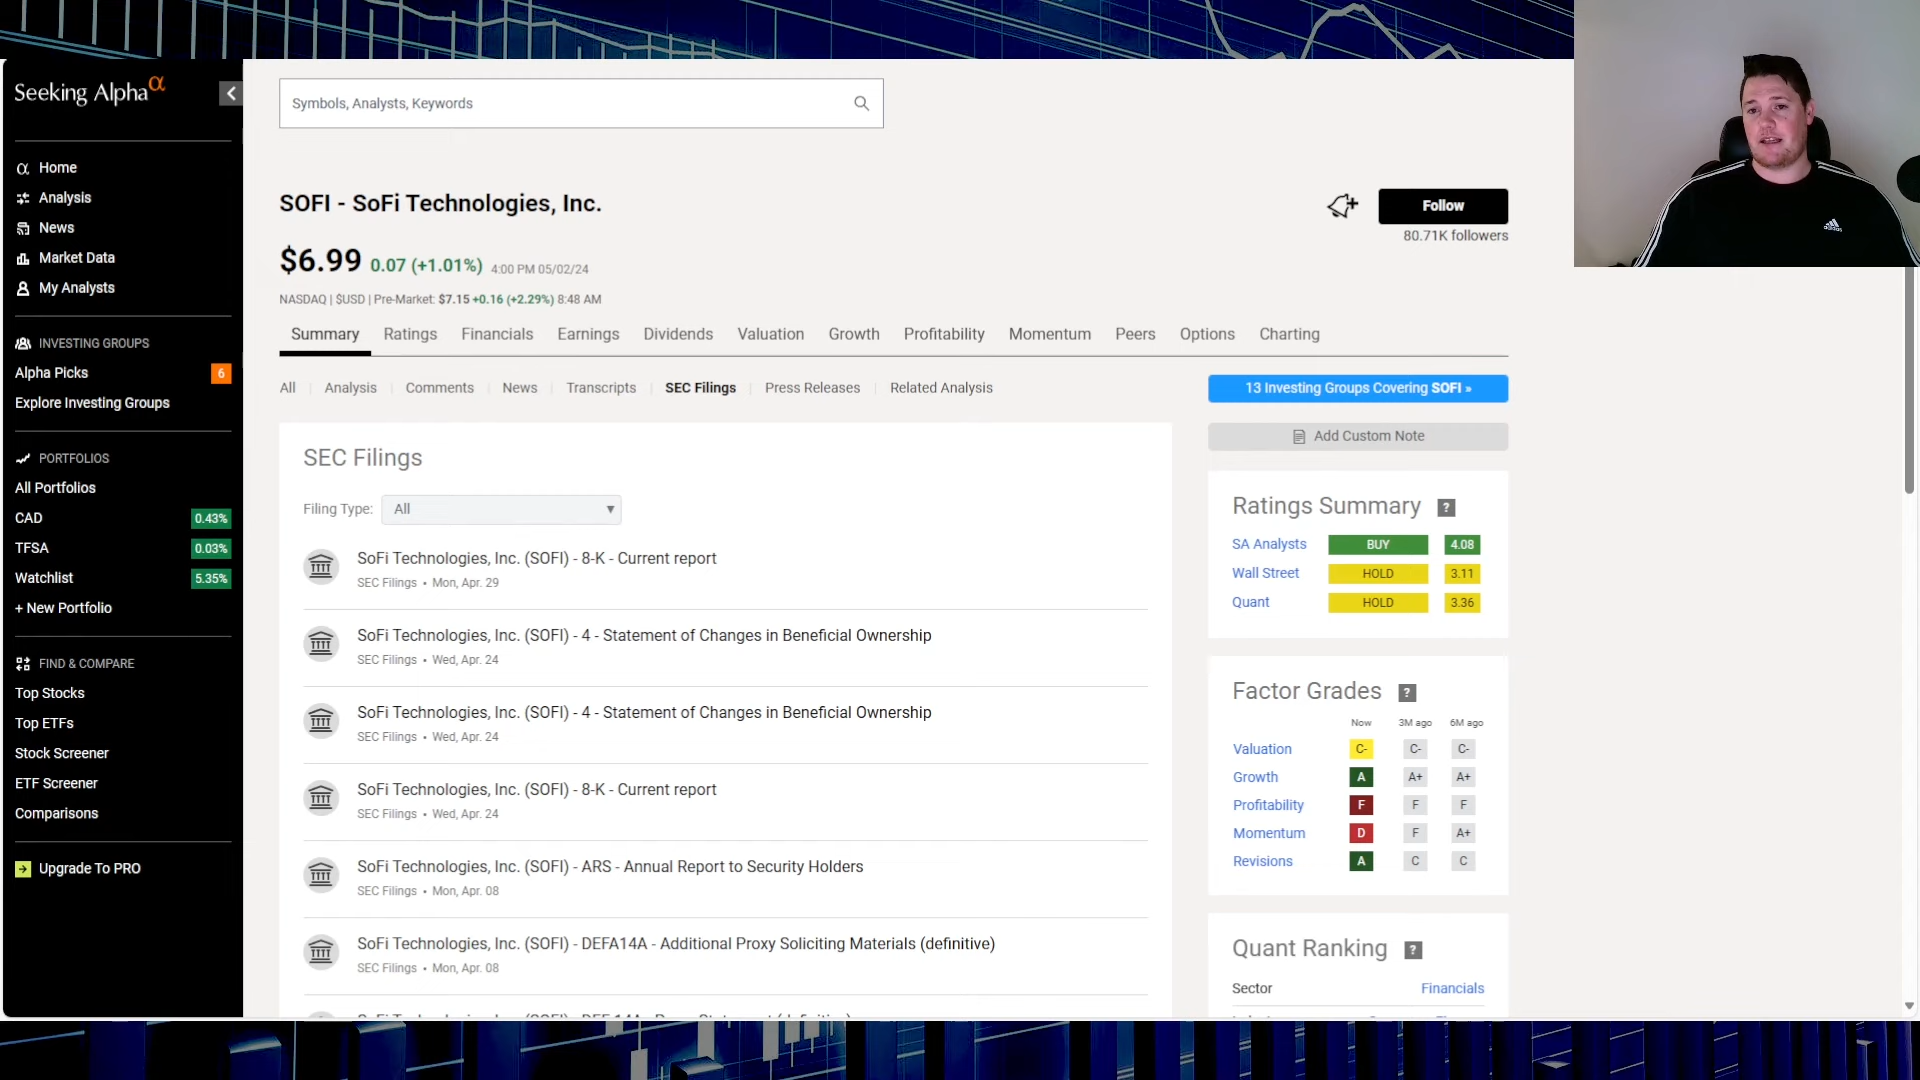 Seeking Alpha α
Symbols, Analysts, Keywords
Home
Analysis
News
Market Data
My Analysts
INVESTING GROUPS
Alpha Picks 6
Explore Investing Groups
PORTFOLIOS
All Portfolios
CAD 0.43%
TFSA 0.03%
Watchlist 5.35%
+ New Portfolio
FIND & COMPARE
Top Stocks
Top ETFs
Stock Screener
ETF Screener
Comparisons
Upgrade To PRO
SOFI - SoFi Technologies, Inc.
Follow
80.71K followers
$6.99 0.07 (+1.01%) 4:00 PM 05/02/24
NASDAQ | $USD | Pre-Market: $7.15 +0.16 (+2.29%) 8:48 AM
Summary Ratings Financials Earnings Dividends Valuation Growth Profitability Momentum Peers Options Charting
All Analysis Comments News Transcripts SEC Filings Press Releases Related Analysis
SEC Filings
Filing Type: All
SoFi Technologies, Inc. (SOFI) - 8-K - Current report
SEC Filings • Mon, Apr. 29
SoFi Technologies, Inc. (SOFI) - 4 - Statement of Changes in Beneficial Ownership
SEC Filings • Wed, Apr. 24
SoFi Technologies, Inc. (SOFI) - 4 - Statement of Changes in Beneficial Ownership
SEC Filings • Wed, Apr. 24
SoFi Technologies, Inc. (SOFI) - 8-K - Current report
SEC Filings • Wed, Apr. 24
SoFi Technologies, Inc. (SOFI) - ARS - Annual Report to Security Holders
SEC Filings • Mon, Apr. 08
SoFi Technologies, Inc. (SOFI) - DEFA14A - Additional Proxy Soliciting Materials (definitive)
SEC Filings • Mon, Apr. 08
13 Investing Groups Covering SOFI »
Add Custom Note
Ratings Summary ?
SA Analysts BUY 4.08
Wall Street HOLD 3.11
Quant HOLD 3.36
Factor Grades ?
Now 3M ago 6M ago
Valuation C- C- C-
Growth A A+ A+
Profitability F F F
Momentum D F A+
Revisions A C C
Quant Ranking ?
Sector Financials
adidas